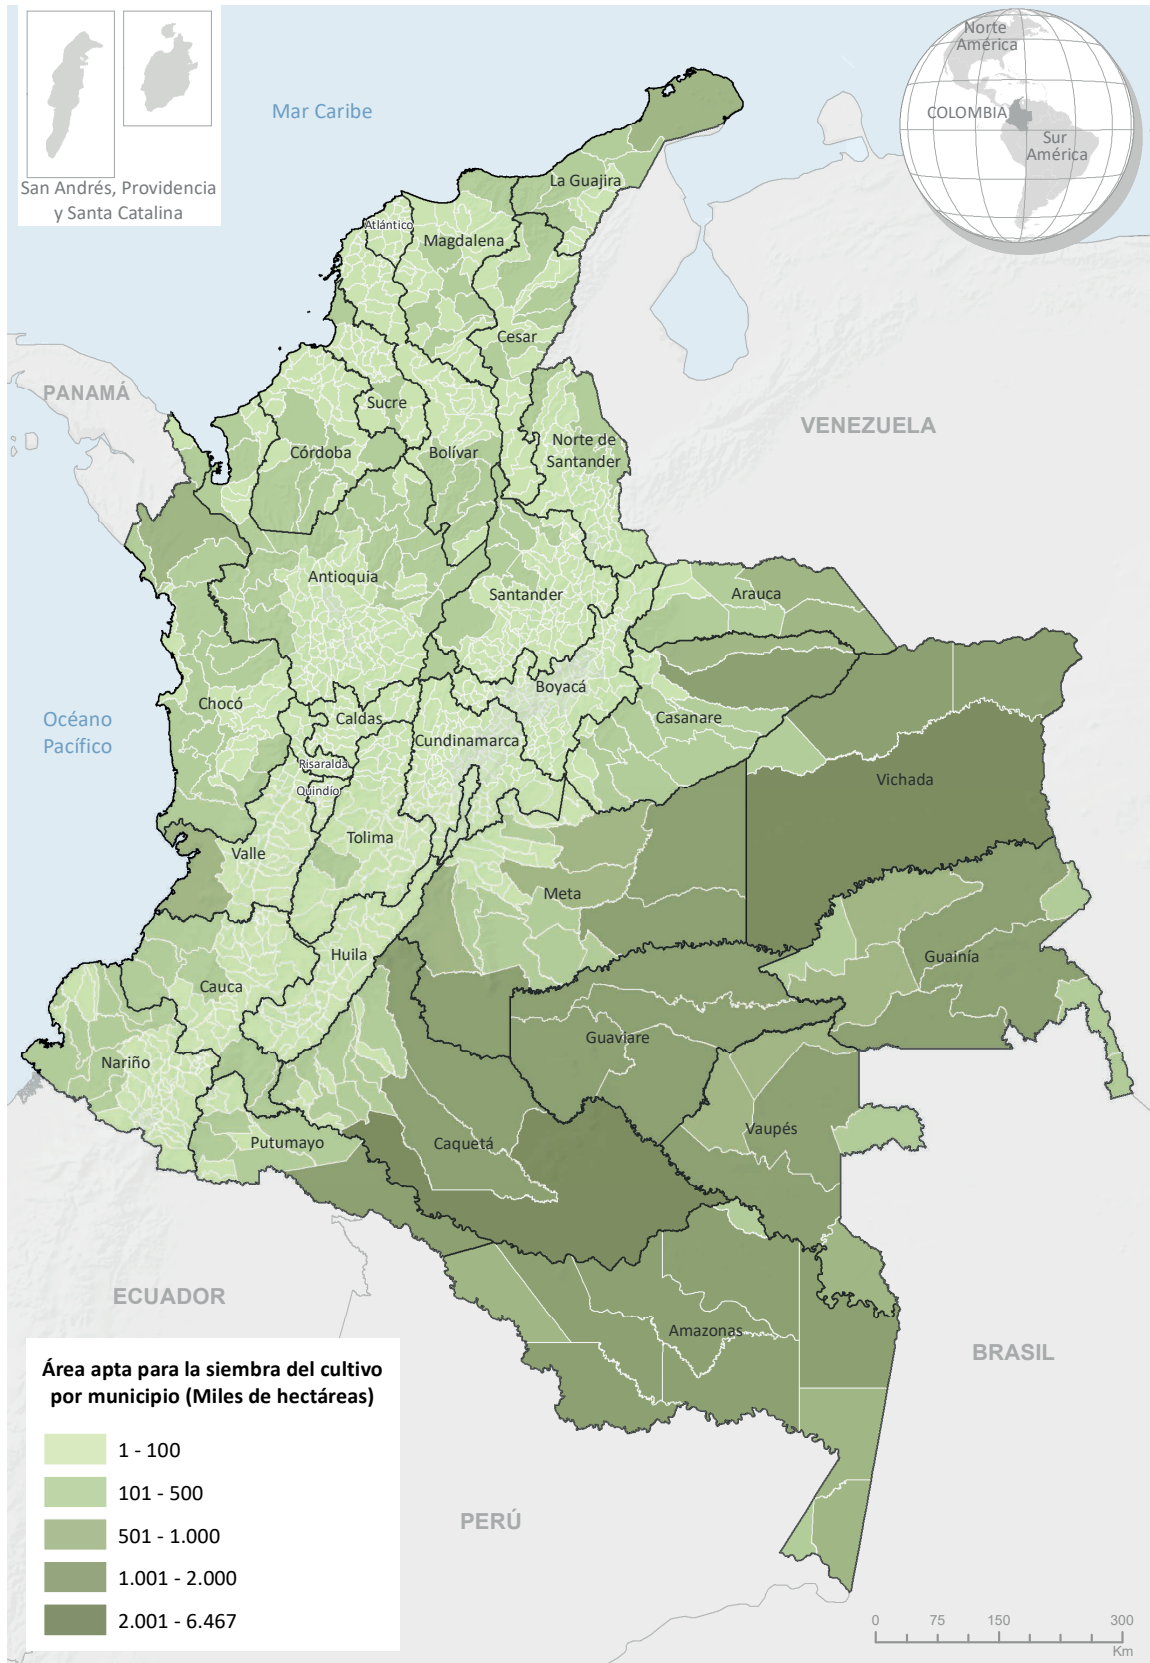 Norte
América
Mar Caribe
COLOMBIA
Sur
América
San Andrés, Providencia
y Santa Catalina
La Guajira
Atlántico
Magdalena
Cesar
PANAMÁ
Sucre
VENEZUELA
Córdoba
Bolívar
Norte de
Santander
Antioquia
Santander
Arauca
Boyacá
Chocó
Océano
Pacífico
Caldas
Casanare
Cundinamarca
Risaralda
Vichada
Quindío
Tolima
Valle
Meta
Huila
Guainía
Cauca
Guaviare
Nariño
Vaupés
Putumayo
Caquetá
ECUADOR
Amazonas
BRASIL
Área apta para la siembra del cultivo
por municipio (Miles de hectáreas)
1 - 100
101 - 500
501 - 1.000
1.001 - 2.000
2.001 - 6.467
PERÚ
0 75 150 300
Km